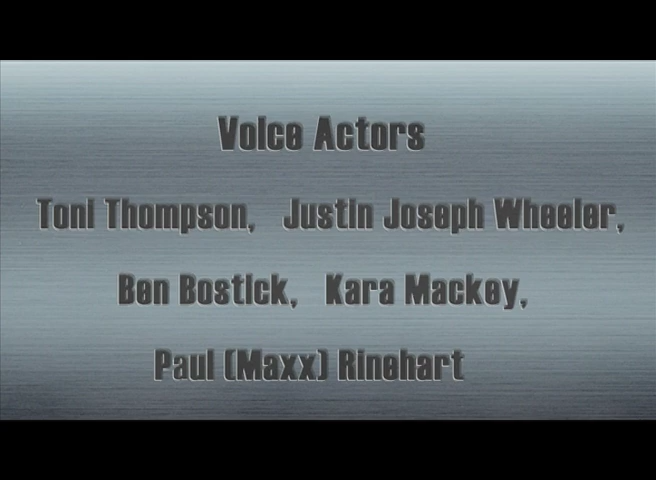 Voice Actors
Toni Thompson, Justin Joseph Wheeler,
Ben Bostick, Kara Mackey,
Paul (Maxx) Rinehart